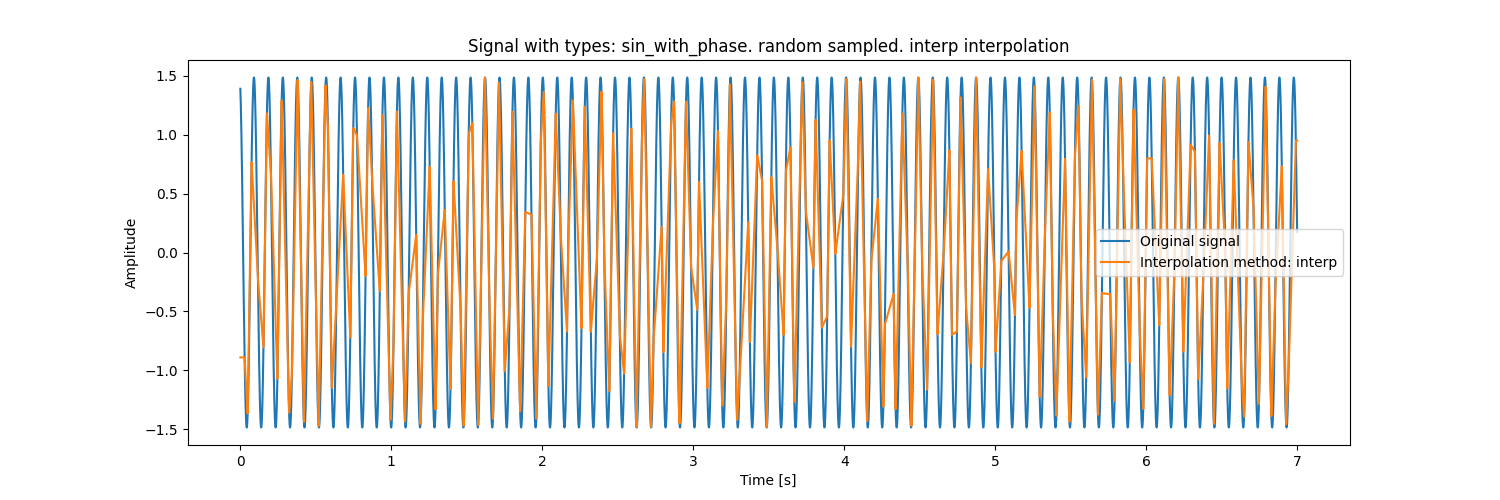 Signal with types: sin_with_phase. random sampled. interp interpolation
1.5
1.0
0.5
0.0
−0.5
−1.0
−1.5
Amplitude
Original signal
Interpolation method: interp
0 1 2 3 4 5 6 7
Time [s]